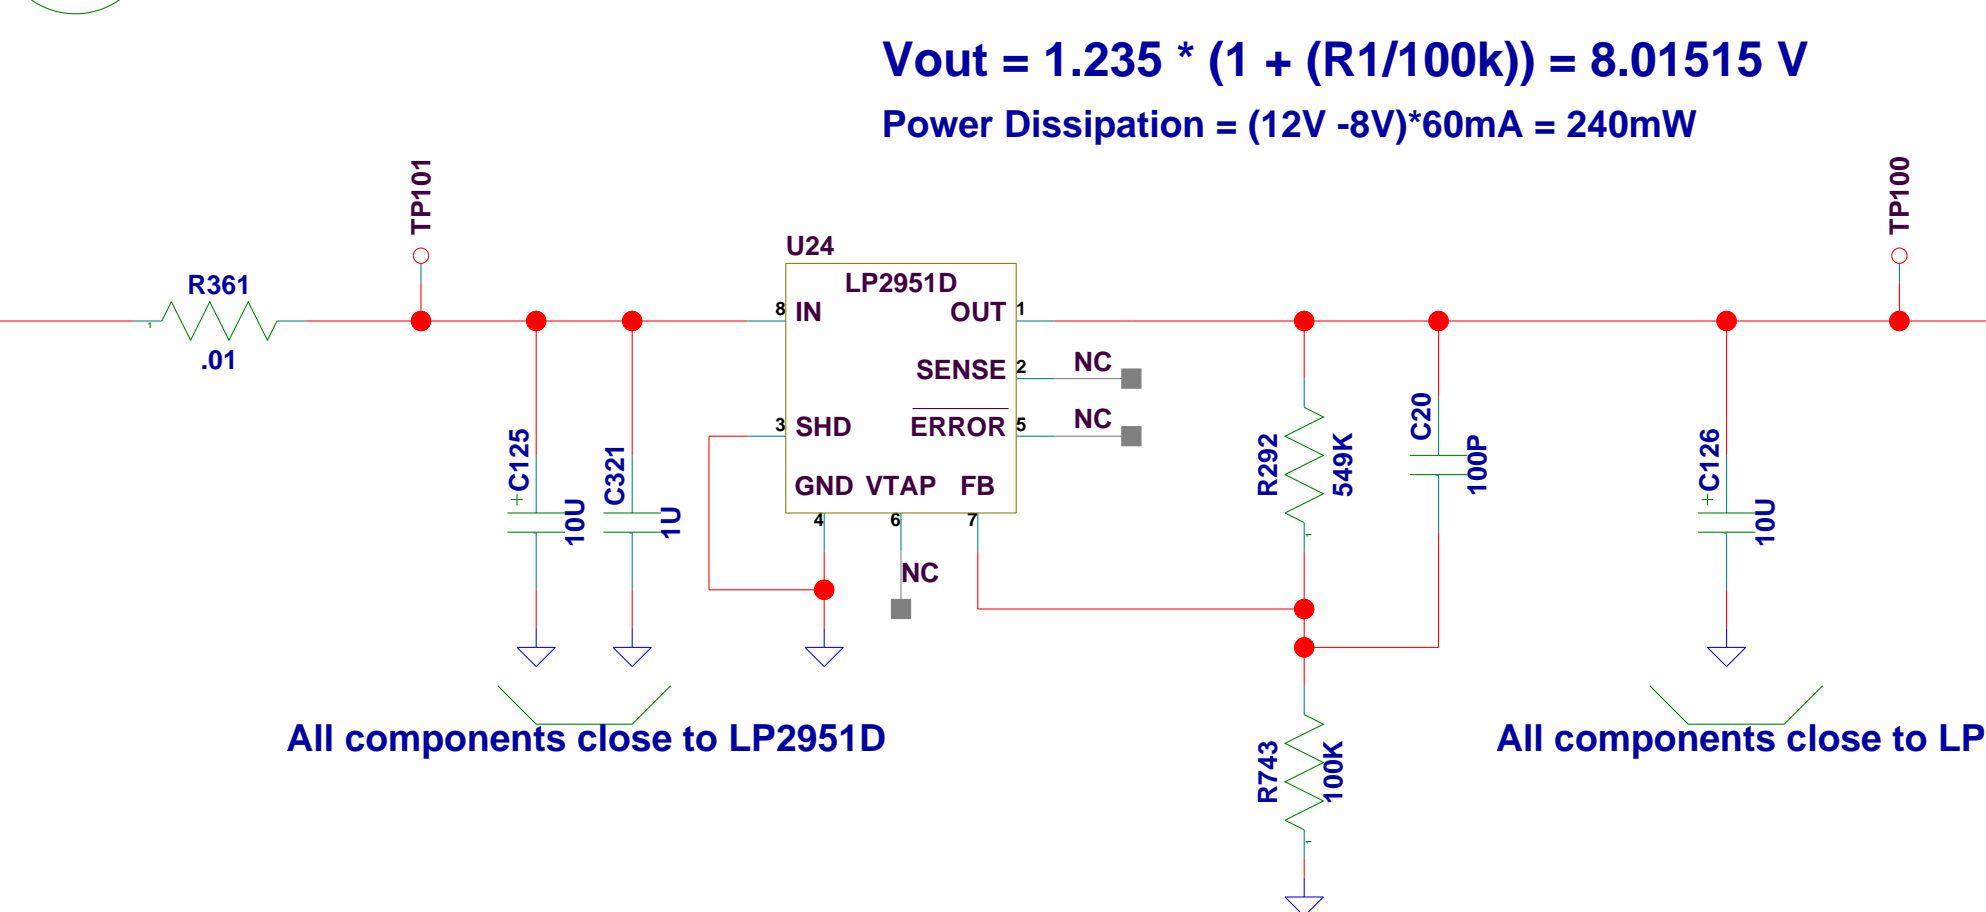 Vout = 1.235 * (1 + (R1/100k)) = 8.01515 V
Power Dissipation = (12V -8V)*60mA = 240mW
TP101
TP100
U24
LP2951D
R361
1
.01
8 IN
OUT 1
SENSE 2
NC
3 SHD
ERROR 5
NC
GND VTAP FB
4 6 7
NC
+C125
10U
C321
1U
R292
549K
1
C20
100P
+C126
10U
All components close to LP2951D
All components close to LP
R743
100K
1